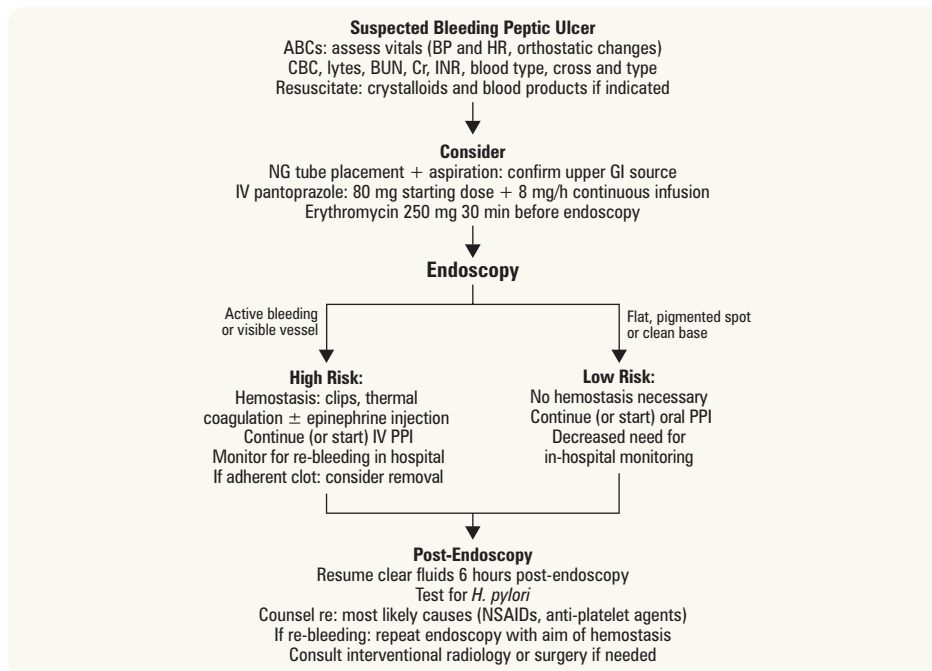 Suspected Bleeding Peptic Ulcer
ABCs: assess vitals (BP and HR, orthostatic changes)
CBC, lytes, BUN, Cr, INR, blood type, cross and type
Resuscitate: crystalloids and blood products if indicated
Consider
NG tube placement + aspiration: confirm upper GI source
IV pantoprazole: 80 mg starting dose + 8 mg/h continuous infusion
Erythromycin 250 mg 30 min before endoscopy
Endoscopy
Active bleeding
or visible vessel
Flat, pigmented spot
or clean base
High Risk:
Hemostasis: clips, thermal
coagulation ± epinephrine injection
Continue (or start) IV PPI
Monitor for re-bleeding in hospital
If adherent clot: consider removal
Low Risk:
No hemostasis necessary
Continue (or start) oral PPI
Decreased need for
in-hospital monitoring
Post-Endoscopy
Resume clear fluids 6 hours post-endoscopy
Test for H. pylori
Counsel re: most likely causes (NSAIDs, anti-platelet agents)
If re-bleeding: repeat endoscopy with aim of hemostasis
Consult interventional radiology or surgery if needed